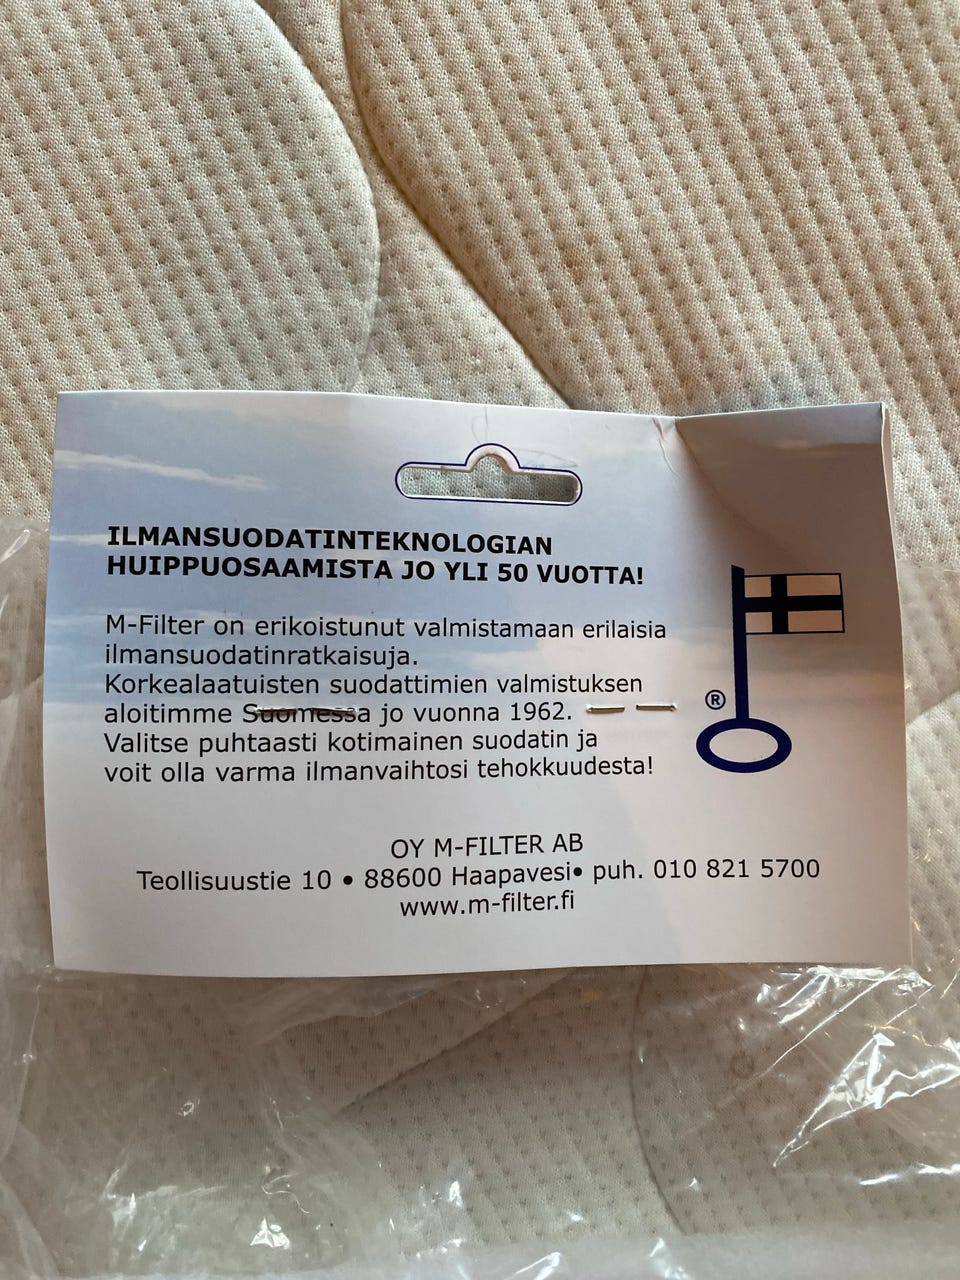 ILMANSUODATINTEKNOLOGIAN
HUIPPUOSAAMISTA JO YLI 50 VUOTTA!
M-Filter on erikoistunut valmistamaan erilaisia
ilmansuodatinratkaisuja.
Korkealaatuisten suodattimien valmistuksen
aloitimme Suomessa jo vuonna 1962.
Valitse puhtaasti kotimainen suodatin ja
voit olla varma ilmanvaihtosi tehokkuudesta!
®
OY M-FILTER AB
Teollisuustie 10 • 88600 Haapavesi• puh. 010 821 5700
www.m-filter.fi